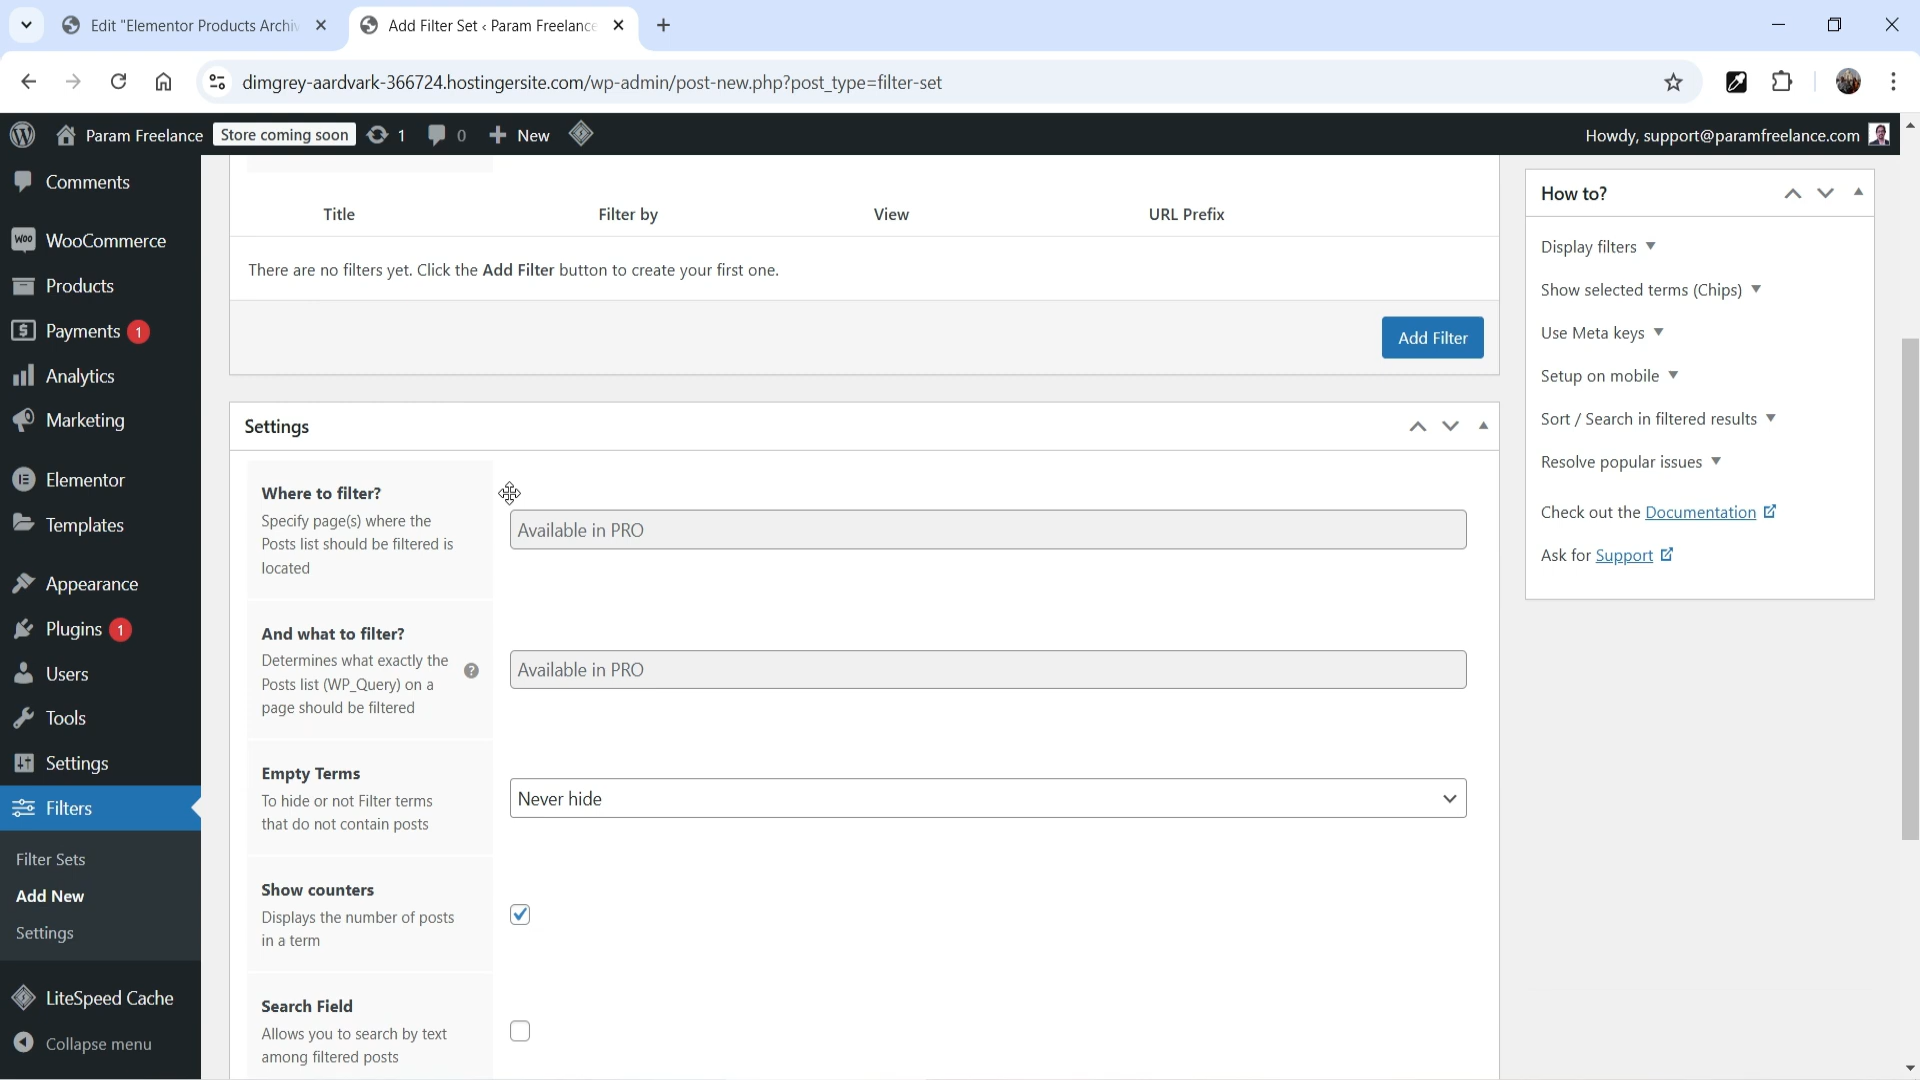 Edit "Elementor Products Archiv
Add Filter Set ‹ Param Freelance
dimgrey-aardvark-366724.hostingersite.com/wp-admin/post-new.php?post_type=filter-set
Param Freelance
Store coming soon
1
0
New
Howdy, support@paramfreelance.com
Comments
WooCommerce
Products
Payments 1
Analytics
Marketing
Elementor
Templates
Appearance
Plugins 1
Users
Tools
Settings
Filters
Filter Sets
Add New
Settings
LiteSpeed Cache
Collapse menu
Title Filter by View URL Prefix
There are no filters yet. Click the Add Filter button to create your first one.
Add Filter
Settings
Where to filter?
Specify page(s) where the
Posts list should be filtered is
located
Available in PRO
And what to filter?
Determines what exactly the
Posts list (WP_Query) on a
page should be filtered
?
Available in PRO
Empty Terms
To hide or not Filter terms
that do not contain posts
Never hide
Show counters
Displays the number of posts
in a term
Search Field
Allows you to search by text
among filtered posts
How to?
Display filters
Show selected terms (Chips)
Use Meta keys
Setup on mobile
Sort / Search in filtered results
Resolve popular issues
Check out the Documentation
Ask for Support